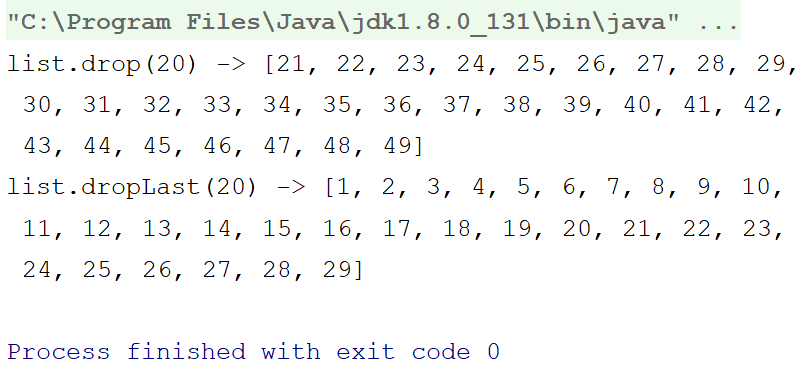 "C:\Program Files\Java\jdk1.8.0_131\bin\java" ...
list.drop(20) -> [21, 22, 23, 24, 25, 26, 27, 28, 29,
30, 31, 32, 33, 34, 35, 36, 37, 38, 39, 40, 41, 42,
43, 44, 45, 46, 47, 48, 49]
list.dropLast(20) -> [1, 2, 3, 4, 5, 6, 7, 8, 9, 10,
11, 12, 13, 14, 15, 16, 17, 18, 19, 20, 21, 22, 23,
24, 25, 26, 27, 28, 29]
Process finished with exit code 0